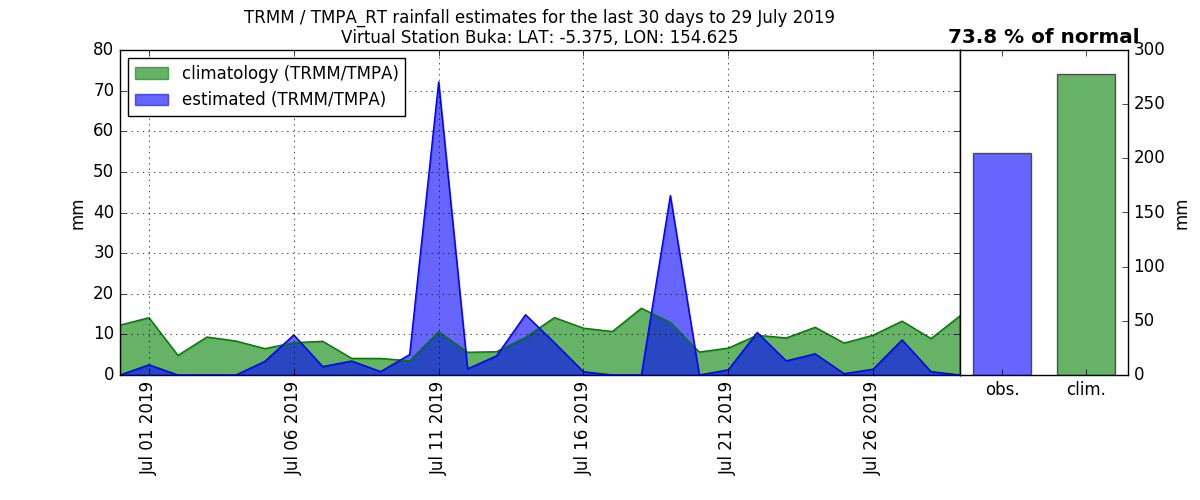 TRMM / TMPA_RT rainfall estimates for the last 30 days to 29 July 2019
Virtual Station Buka: LAT: -5.375, LON: 154.625
73.8 % of normal
climatology (TRMM/TMPA)
estimated (TRMM/TMPA)
mm
80
70
60
50
40
30
20
10
0
Jul 01 2019
Jul 06 2019
Jul 11 2019
Jul 16 2019
Jul 21 2019
Jul 26 2019
obs.
clim.
300
250
200
150
100
50
0
mm